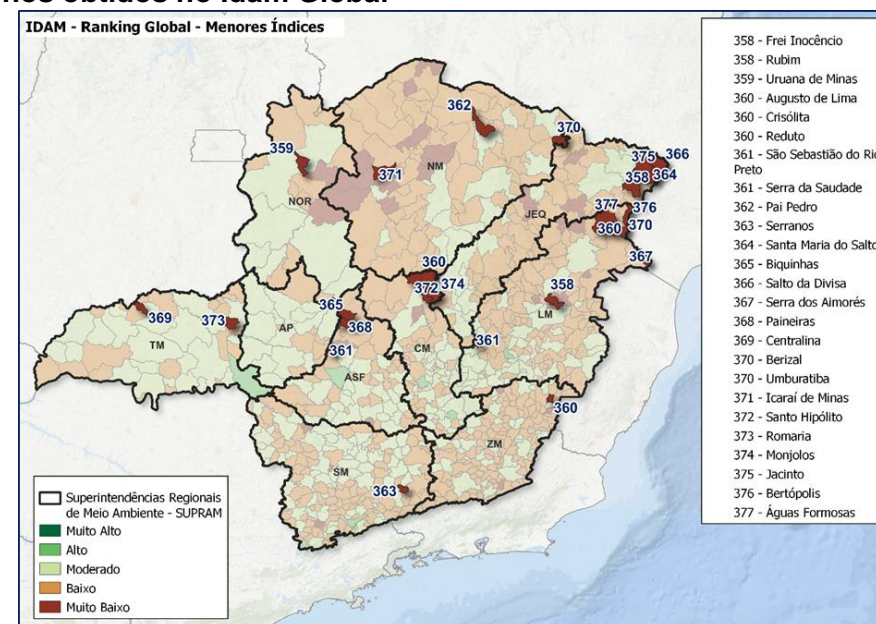 nos obtidos no Idam Global
IDAM - Ranking Global - Menores Índices
358 - Frei Inocêncio
358 - Rubim
359 - Uruana de Minas
360 - Augusto de Lima
360 - Crisólita
360 - Reduto
361 - São Sebastião do Rio
Preto
361 - Serra da Saudade
362 - Pai Pedro
363 - Serranos
364 - Santa Maria do Salto
365 - Biquinhas
366 - Salto da Divisa
367 - Serra dos Aimorés
368 - Paineiras
369 - Centralina
370 - Berizal
370 - Umburatiba
371 - Icaraí de Minas
372 - Santo Hipólito
373 - Romaria
374 - Monjolos
375 - Jacinto
376 - Bertópolis
377 - Águas Formosas
362
370
359
371
NM
375
366
358
364
NOR
JEQ
377
376
360
370
360
367
372
374
358
365
369
373
368
LM
TM
AP
361
361
CM
ASF
360
ZM
SM
363
Superintendências Regionais
de Meio Ambiente - SUPRAM
Muito Alto
Alto
Moderado
Baixo
Muito Baixo